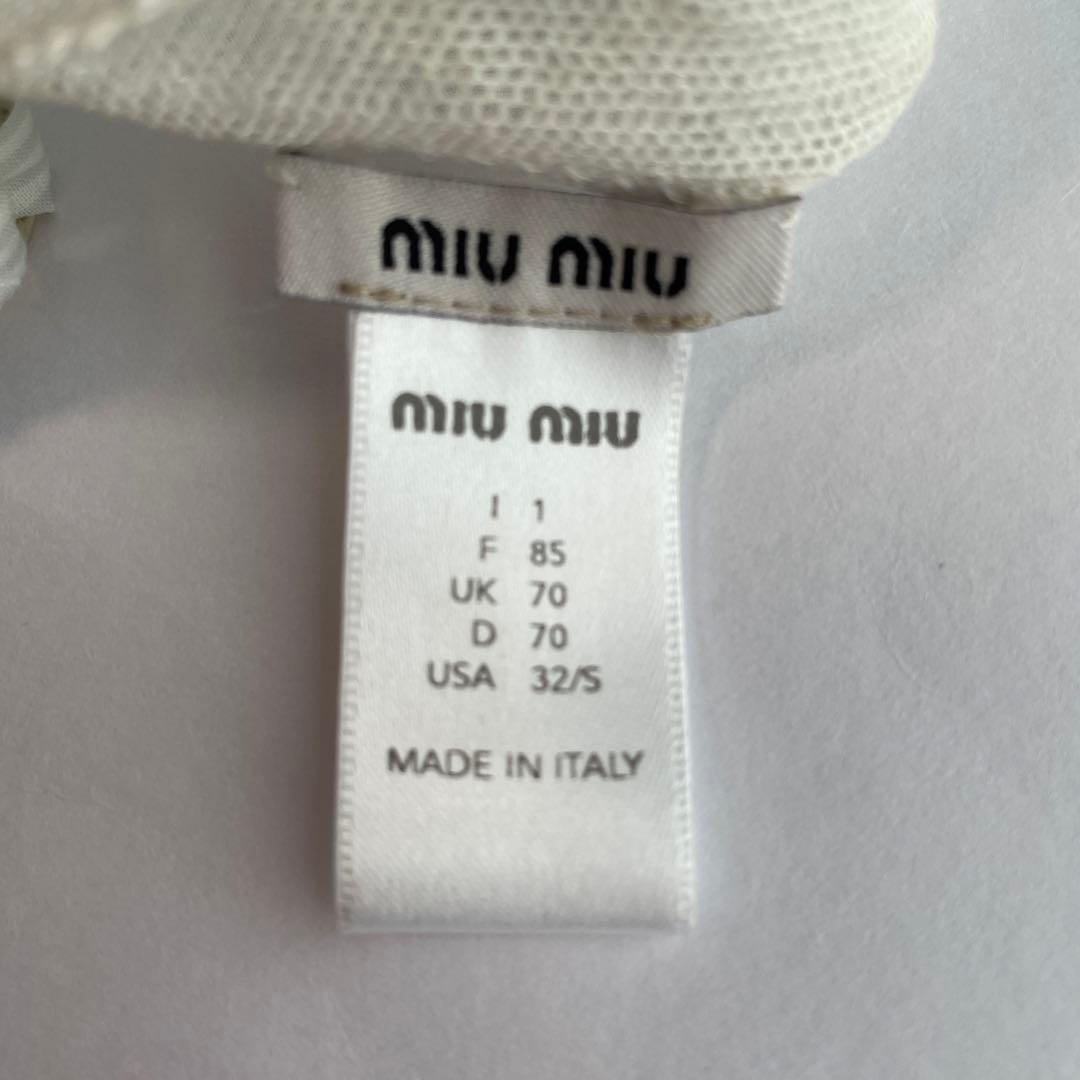 MIU MIU
MIU MIU
I 1
F 85
UK 70
D 70
USA 32/S
MADE IN ITALY